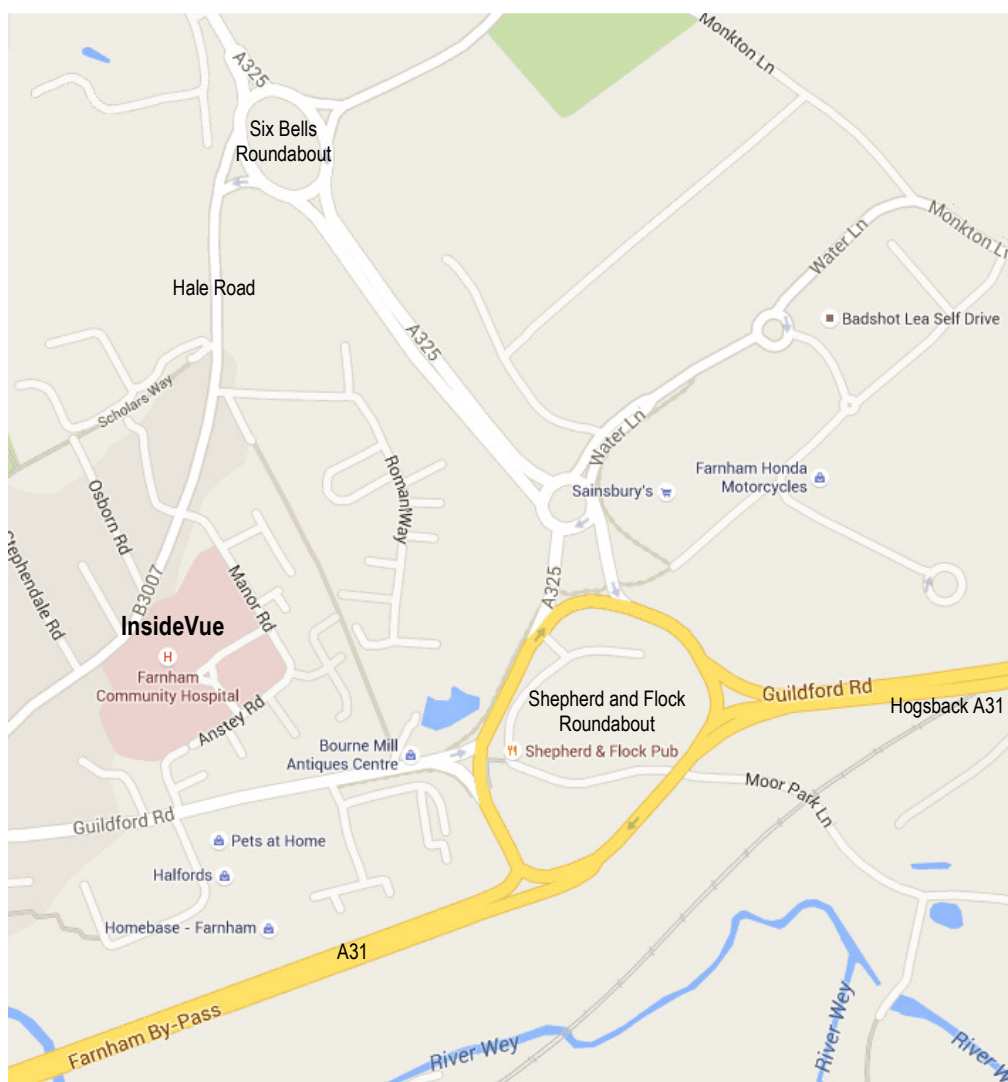 Monkton Ln
A325
Six Bells
Roundabout
Water Ln
Monkton Ln
Hale Road
Badshot Lea Self Drive
A325
Scholars Way
Water Ln
Roman Way
Sainsbury's
Farnham Honda
Motorcycles
Osborn Rd
Stephendale Rd
B3007
Manor Rd
A325
InsideVue
H
Farnham
Community Hospital
Anstey Rd
Shepherd and Flock
Roundabout
Guildford Rd
Hogsback A31
Bourne Mill
Antiques Centre
Shepherd & Flock Pub
Moor Park Ln
Guildford Rd
Pets at Home
Halfords
Homebase - Farnham
A31
Farnham By-Pass
River Wey
River Wey
River W